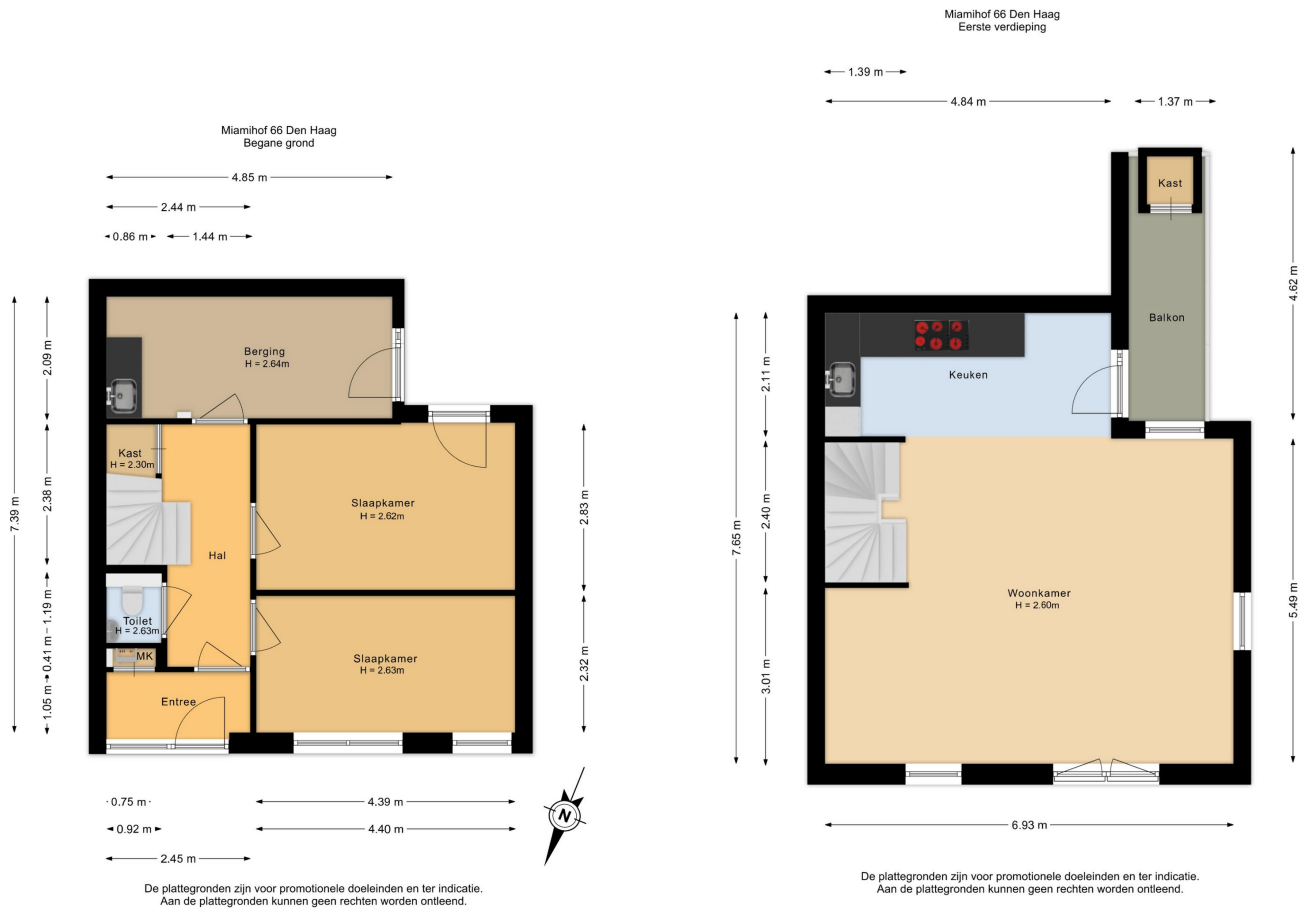 Miamihof 66 Den Haag
Begane grond
4.85 m
2.44 m
0.86 m
1.44 m
7.39 m
2.09 m
2.38 m
1.19 m
0.41 m
1.05 m
Berging
H = 2.64m
Kast
H = 2.30m
Hal
Slaapkamer
H = 2.62m
Toilet
H = 2.63m
MK
Slaapkamer
H = 2.63m
Entree
2.83 m
2.32 m
0.75 m
0.92 m
2.45 m
4.39 m
4.40 m
N
De plattegronden zijn voor promotionele doeleinden en ter indicatie.
Aan de plattegronden kunnen geen rechten worden ontleend.
Miamihof 66 Den Haag
Eerste verdieping
1.39 m
4.84 m
1.37 m
Kast
Balkon
4.62 m
7.65 m
2.11 m
2.40 m
3.01 m
Keuken
Woonkamer
H = 2.60m
5.49 m
6.93 m
De plattegronden zijn voor promotionele doeleinden en ter indicatie.
Aan de plattegronden kunnen geen rechten worden ontleend.